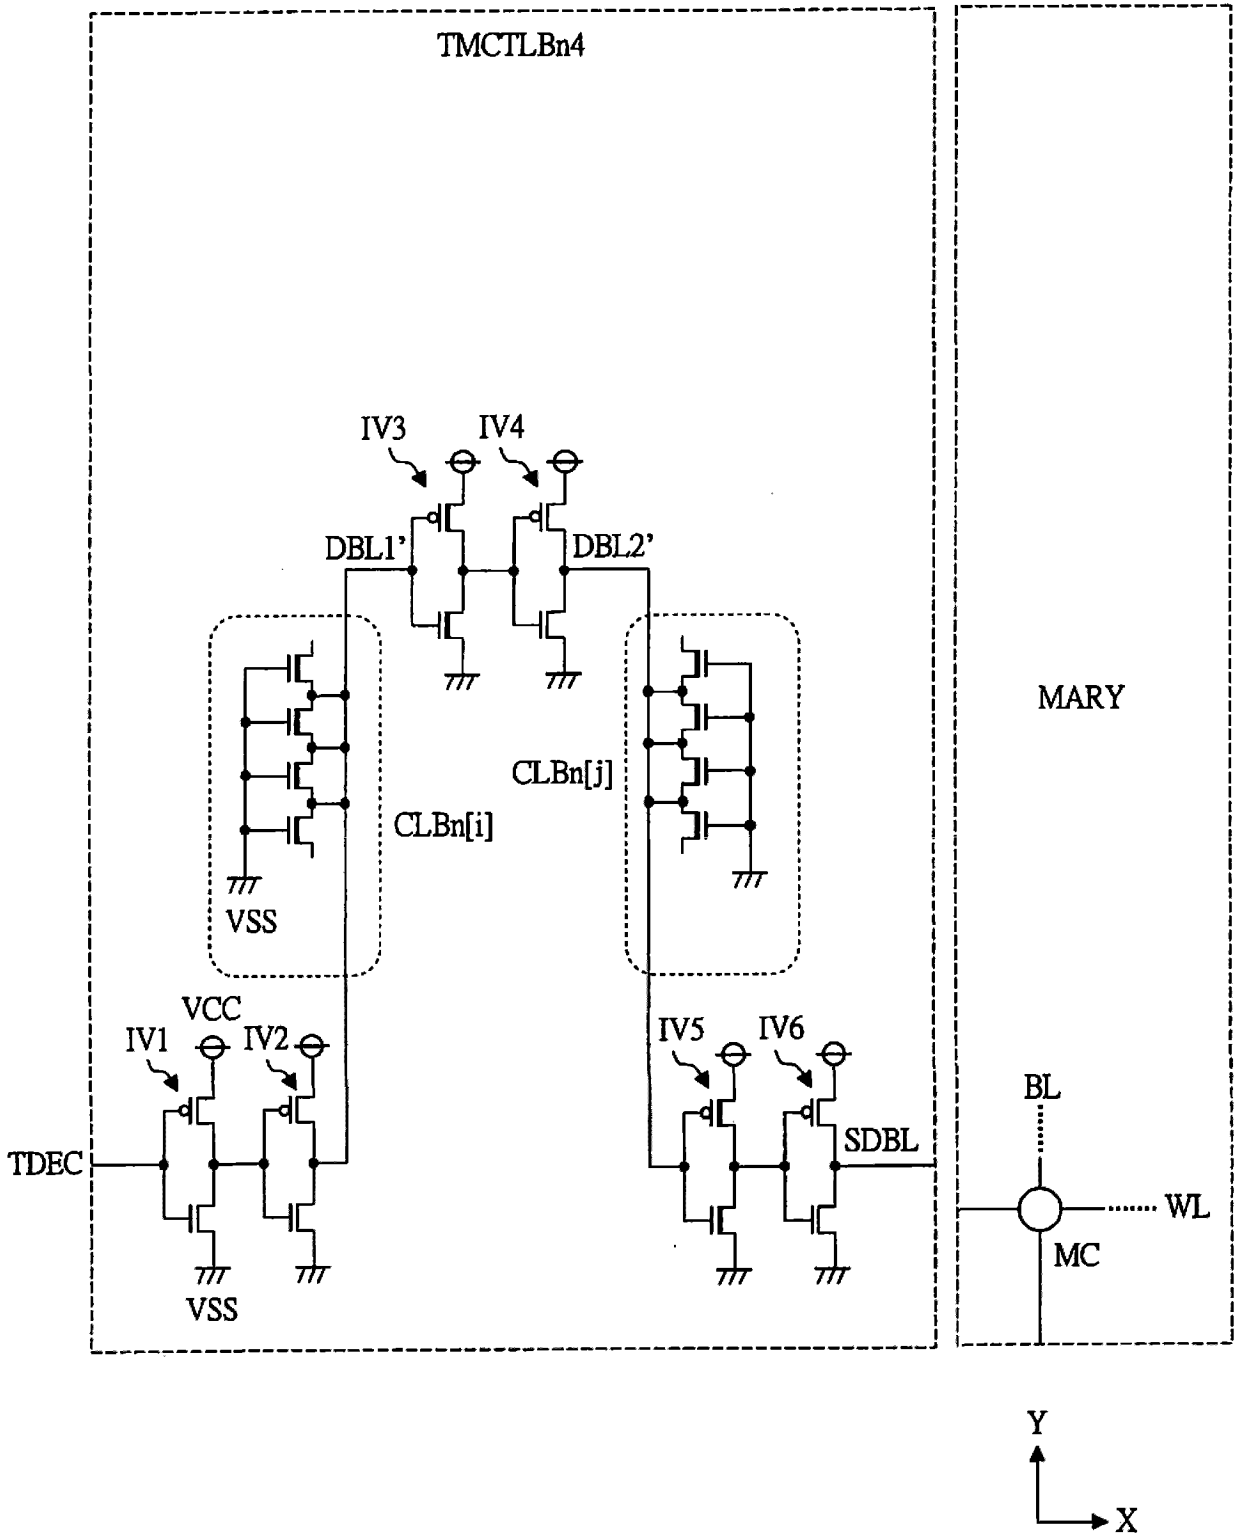 TMCTLBn4
IV3
IV4
DBL1’
DBL2’
MARY
CLBn[j]
CLBn[i]
VSS
VCC
IV1
IV2
IV5
IV6
BL
SDBL
TDEC
WL
MC
VSS
Y
X